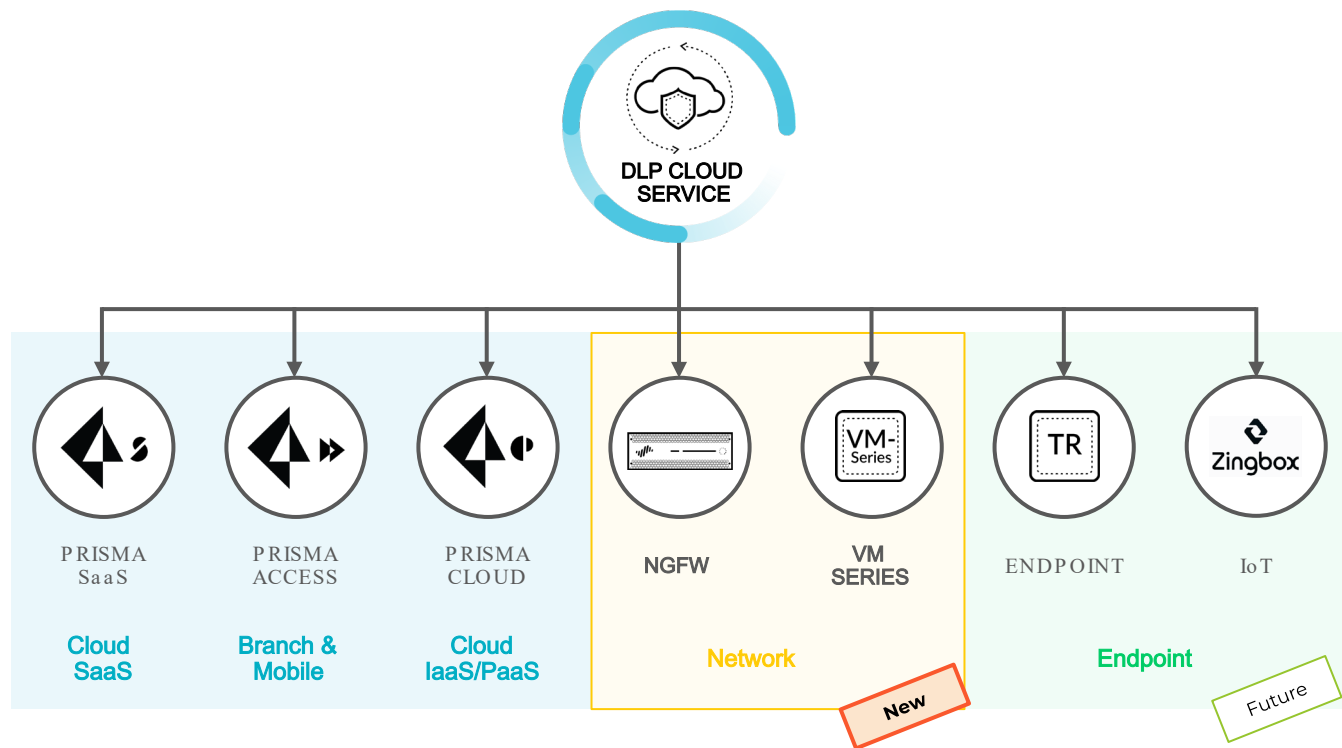 DLP CLOUD
SERVICE
VM-
Series
TR
Zingbox
PRISMA
SaaS
PRISMA
ACCESS
PRISMA
CLOUD
NGFW
VM
SERIES
ENDPOINT
IoT
Cloud
SaaS
Branch &
Mobile
Cloud
IaaS/PaaS
Network
Endpoint
New
Future